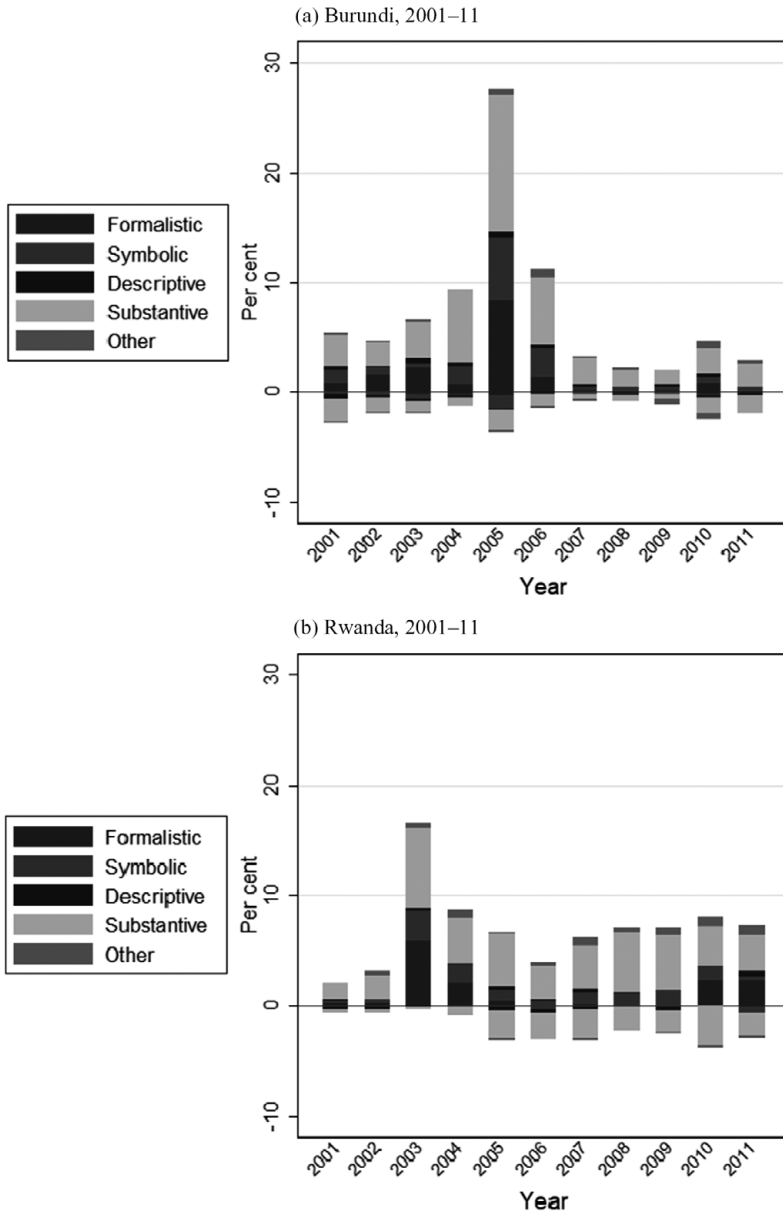 (a) Burundi, 2001–11
30
20
10
0
-10
Per cent
Formalistic
Symbolic
Descriptive
Substantive
Other
2001 2002 2003 2004 2005 2006 2007 2008 2009 2010 2011
Year
(b) Rwanda, 2001–11
30
20
10
0
-10
Per cent
Formalistic
Symbolic
Descriptive
Substantive
Other
2001 2002 2003 2004 2005 2006 2007 2008 2009 2010 2011
Year